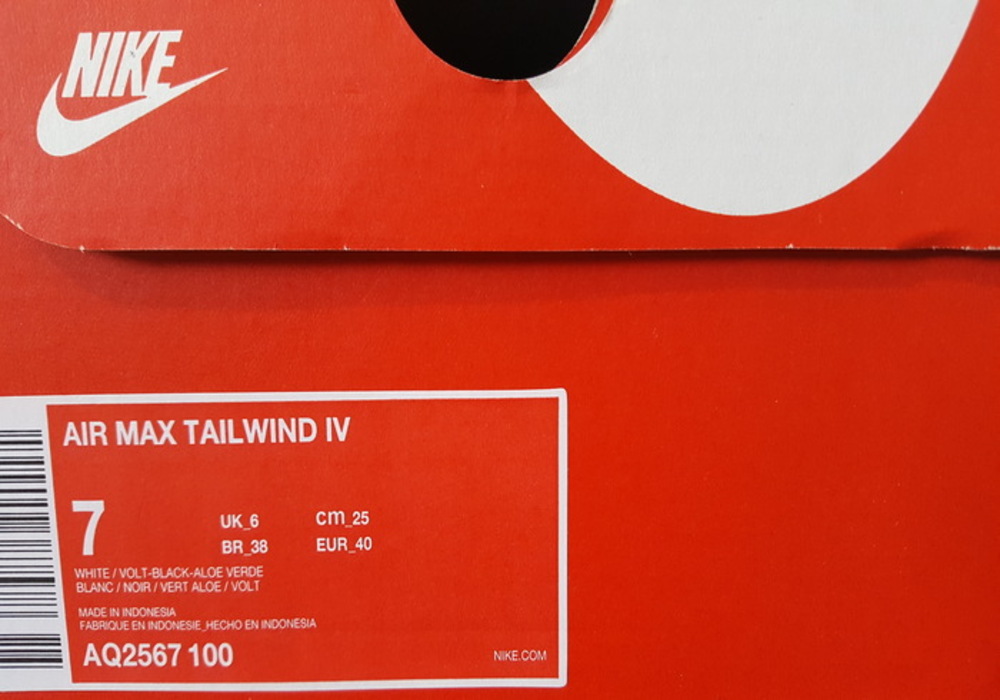 NIKE
AIR MAX TAILWIND IV
7
UK_6 cm_25
BR_38 EUR_40
WHITE / VOLT-BLACK-ALOE VERDE
BLANC / NOIR / VERT ALOE / VOLT
MADE IN INDONESIA
FABRIQUE EN INDONESIE_HECHO EN INDONESIA
AQ2567 100 NIKE.COM